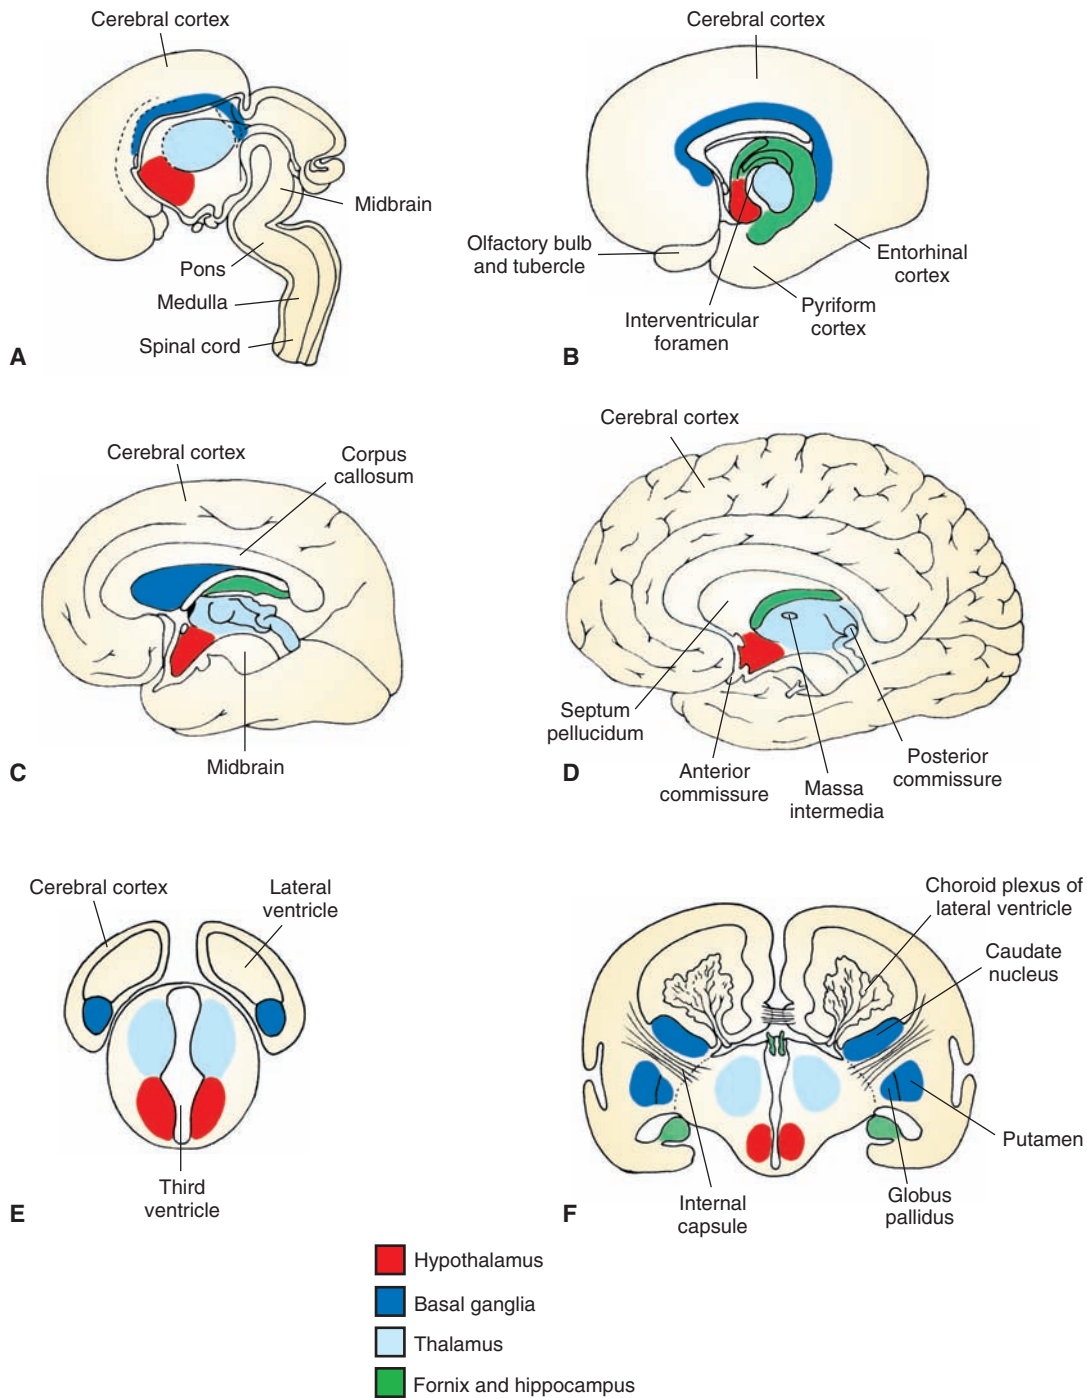 Cerebral cortex
Midbrain
Pons
Medulla
Spinal cord
A
Cerebral cortex
Olfactory bulb
and tubercle
Entorhinal
cortex
Pyriform
cortex
Interventricular
foramen
B
Cerebral cortex
Corpus
callosum
Midbrain
C
Cerebral cortex
Septum
pellucidum
Anterior
commissure
Massa
intermedia
Posterior
commissure
D
Cerebral cortex
Lateral
ventricle
Third
ventricle
E
Choroid plexus of
lateral ventricle
Caudate
nucleus
Putamen
Globus
pallidus
Internal
capsule
F
Hypothalamus
Basal ganglia
Thalamus
Fornix and hippocampus